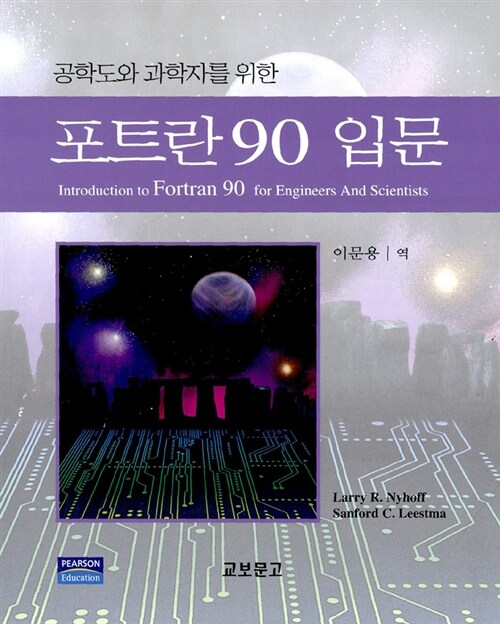 공학도와 과학자를 위한
포트란 90 입문
Introduction to Fortran 90 for Engineers And Scientists
이문용 | 역
Larry R. Nyhoff
Sanford C. Leestma
PEARSON
Education
교보문고